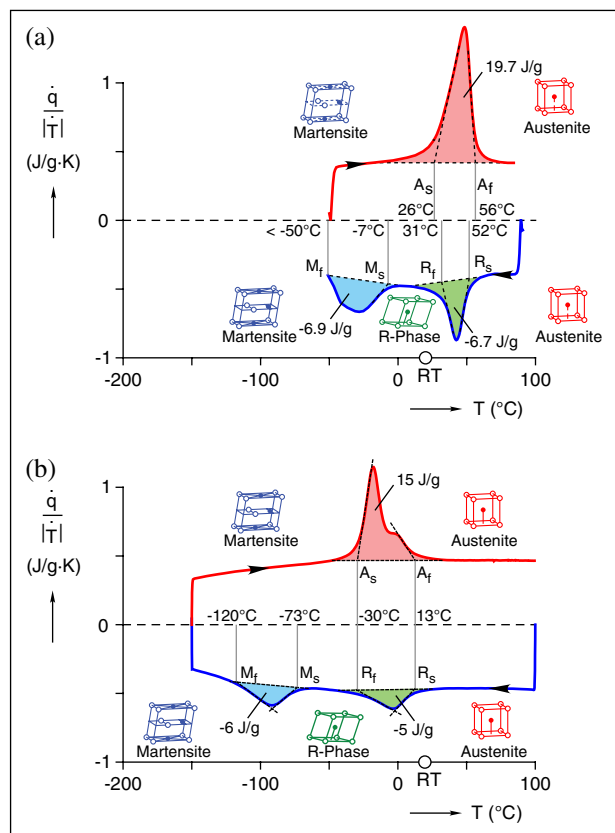 (a)
q̇
|Ṫ|
(J/g·K)
1
0
-1
19.7 J/g
Martensite
Austenite
A_s
A_f
26°C
56°C
< -50°C
-7°C
31°C
52°C
M_f
M_s
R_f
R_s
-6.9 J/g
-6.7 J/g
Martensite
R-Phase
Austenite
-200
-100
0
RT
100
T (°C)
(b)
q̇
|Ṫ|
(J/g·K)
1
0
-1
15 J/g
Martensite
Austenite
A_s
A_f
-120°C
-73°C
-30°C
13°C
M_f
M_s
R_f
R_s
-6 J/g
-5 J/g
Martensite
R-Phase
Austenite
-200
-100
0
RT
100
T (°C)